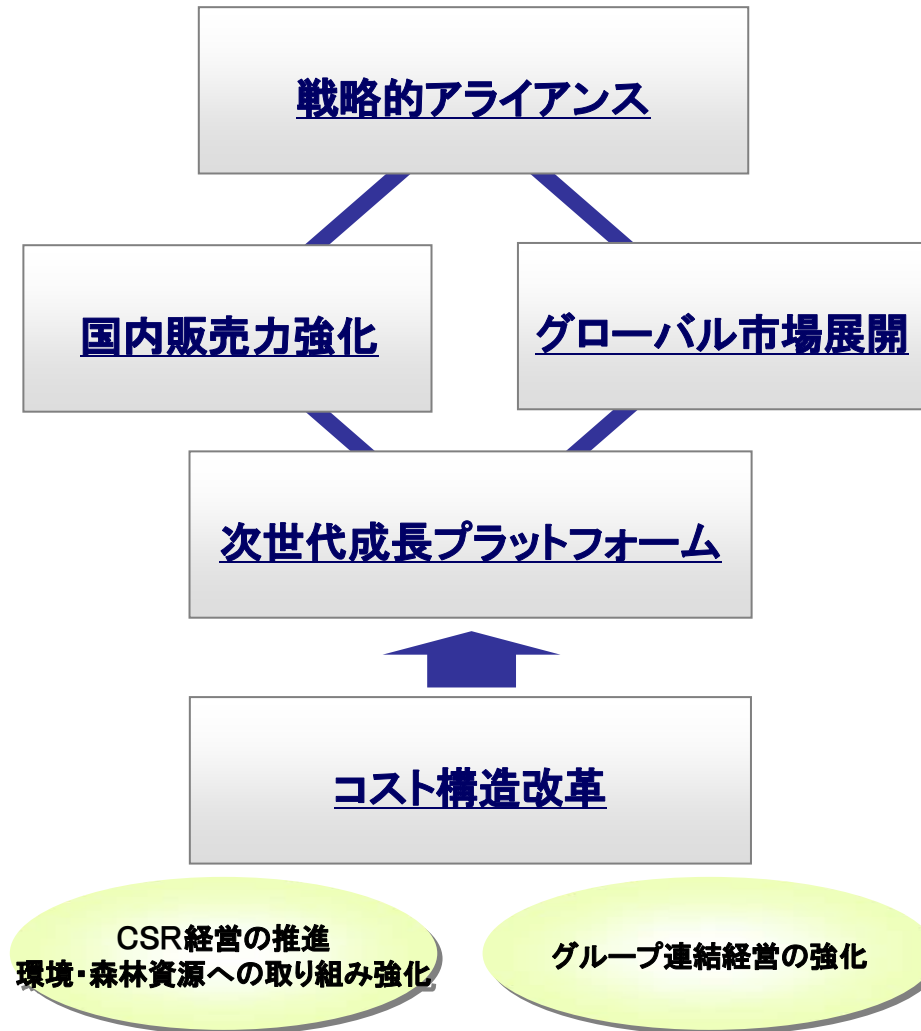 戦略的アライアンス
国内販売力強化
グローバル市場展開
次世代成長プラットフォーム
コスト構造改革
CSR経営の推進
環境・森林資源への取り組み強化
グループ連結経営の強化